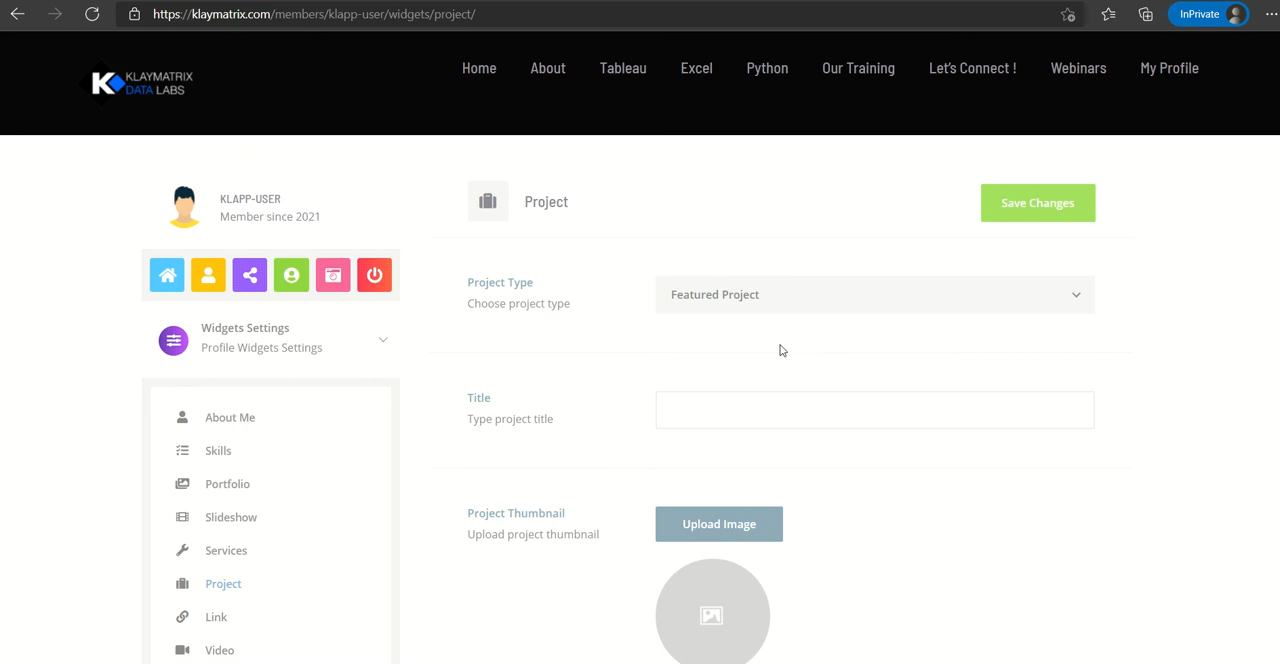 https://klaymatrix.com/members/klapp-user/widgets/project/
InPrivate
KLAYMATRIX
DATA LABS
Home
About
Tableau
Excel
Python
Our Training
Let's Connect !
Webinars
My Profile
KLAPP-USER
Member since 2021
Project
Save Changes
Widgets Settings
Profile Widgets Settings
Project Type
Choose project type
Featured Project
About Me
Skills
Portfolio
Slideshow
Services
Project
Link
Video
Title
Type project title
Project Thumbnail
Upload project thumbnail
Upload Image